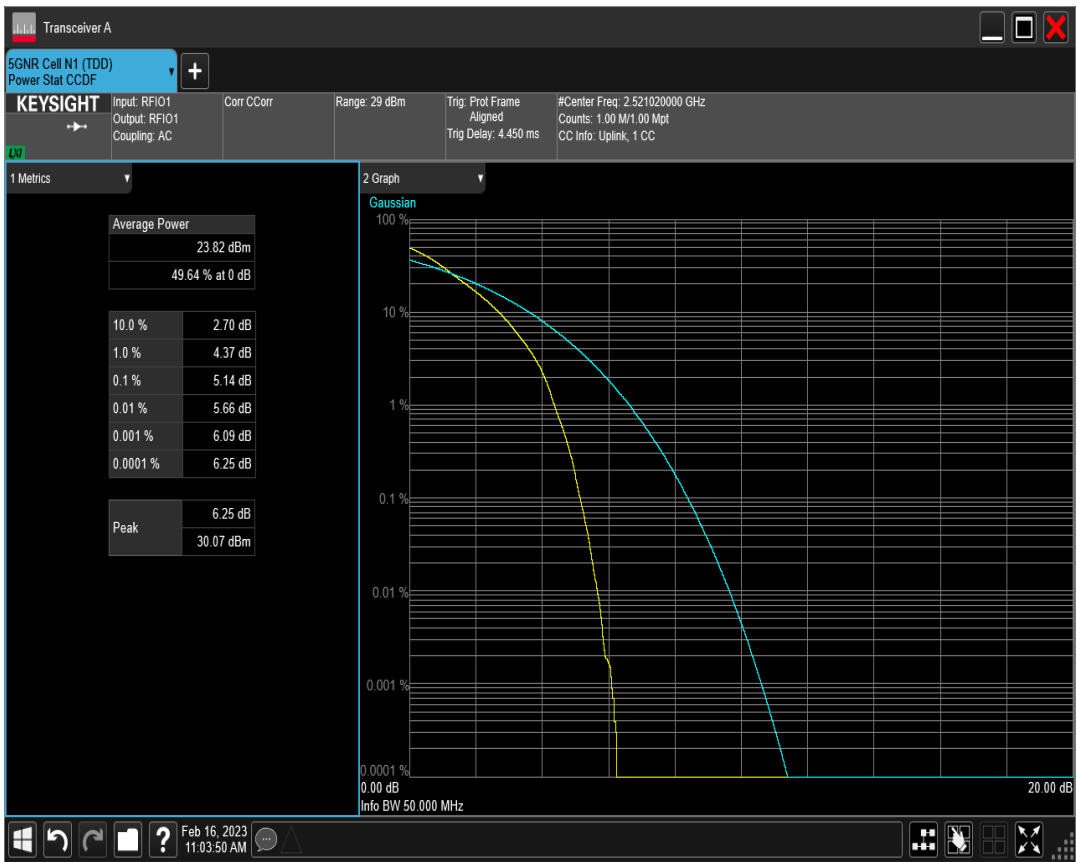 Transceiver A
5GNR Cell N1 (TDD)
Power Stat CCDF
+
KEYSIGHT
LXI
Input: RFIO1
Output: RFIO1
Coupling: AC
Corr CCorr
Range: 29 dBm
Trig: Prot Frame
Aligned
Trig Delay: 4.450 ms
#Center Freq: 2.521020000 GHz
Counts: 1.00 M/1.00 Mpt
CC Info: Uplink, 1 CC
1 Metrics
Average Power
23.82 dBm
49.64 % at 0 dB
10.0 % 2.70 dB
1.0 % 4.37 dB
0.1 % 5.14 dB
0.01 % 5.66 dB
0.001 % 6.09 dB
0.0001 % 6.25 dB
Peak
6.25 dB
30.07 dBm
2 Graph
Gaussian
100 %
10 %
1 %
0.1 %
0.01 %
0.001 %
0.0001 %
0.00 dB 20.00 dB
Info BW 50.000 MHz
?
Feb 16, 2023
11:03:50 AM